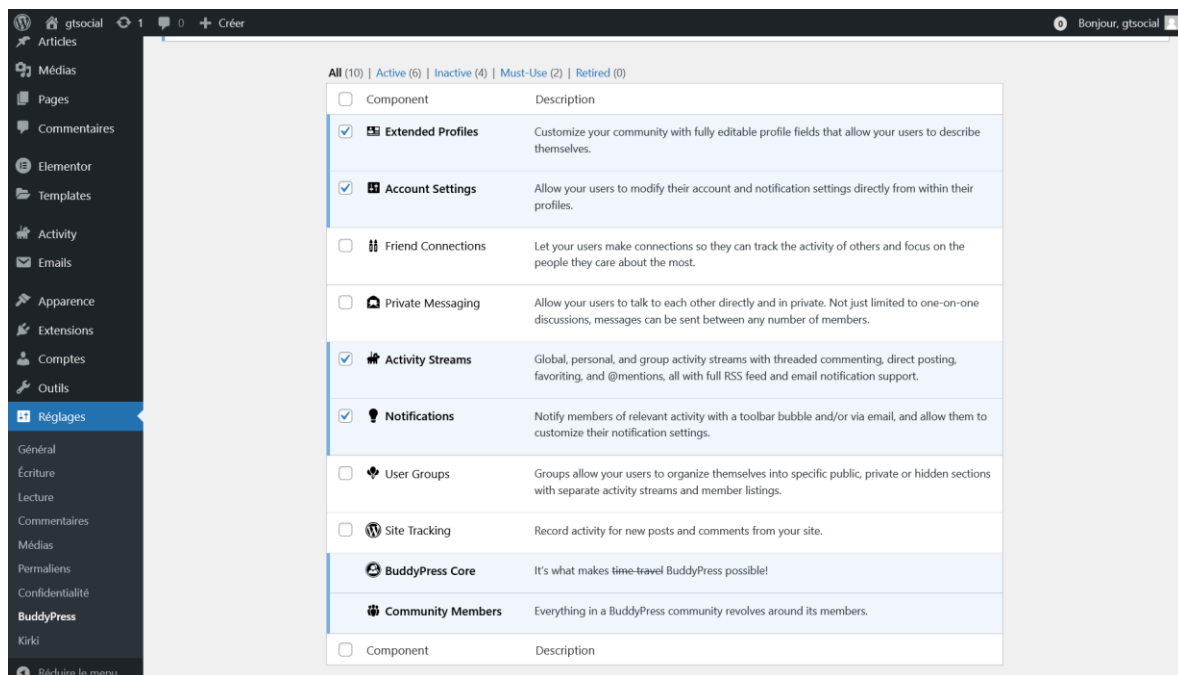 gtsocial 1 0 + Créer 0 Bonjour, gtsocial
Articles
Médias
Pages
Commentaires
Elementor
Templates
Activity
Emails
Apparence
Extensions
Comptes
Outils
Réglages
Général
Écriture
Lecture
Commentaires
Médias
Permaliens
Confidentialité
BuddyPress
Kirki
Réduire le menu
All (10) | Active (6) | Inactive (4) | Must-Use (2) | Retired (0)
Component Description
Extended Profiles Customize your community with fully editable profile fields that allow your users to describe
themselves.
Account Settings Allow your users to modify their account and notification settings directly from within their
profiles.
Friend Connections Let your users make connections so they can track the activity of others and focus on the
people they care about the most.
Private Messaging Allow your users to talk to each other directly and in private. Not just limited to one-on-one
discussions, messages can be sent between any number of members.
Activity Streams Global, personal, and group activity streams with threaded commenting, direct posting,
favoriting, and @mentions, all with full RSS feed and email notification support.
Notifications Notify members of relevant activity with a toolbar bubble and/or via email, and allow them to
customize their notification settings.
User Groups Groups allow your users to organize themselves into specific public, private or hidden sections
with separate activity streams and member listings.
Site Tracking Record activity for new posts and comments from your site.
BuddyPress Core It's what makes time travel BuddyPress possible!
Community Members Everything in a BuddyPress community revolves around its members.
Component Description